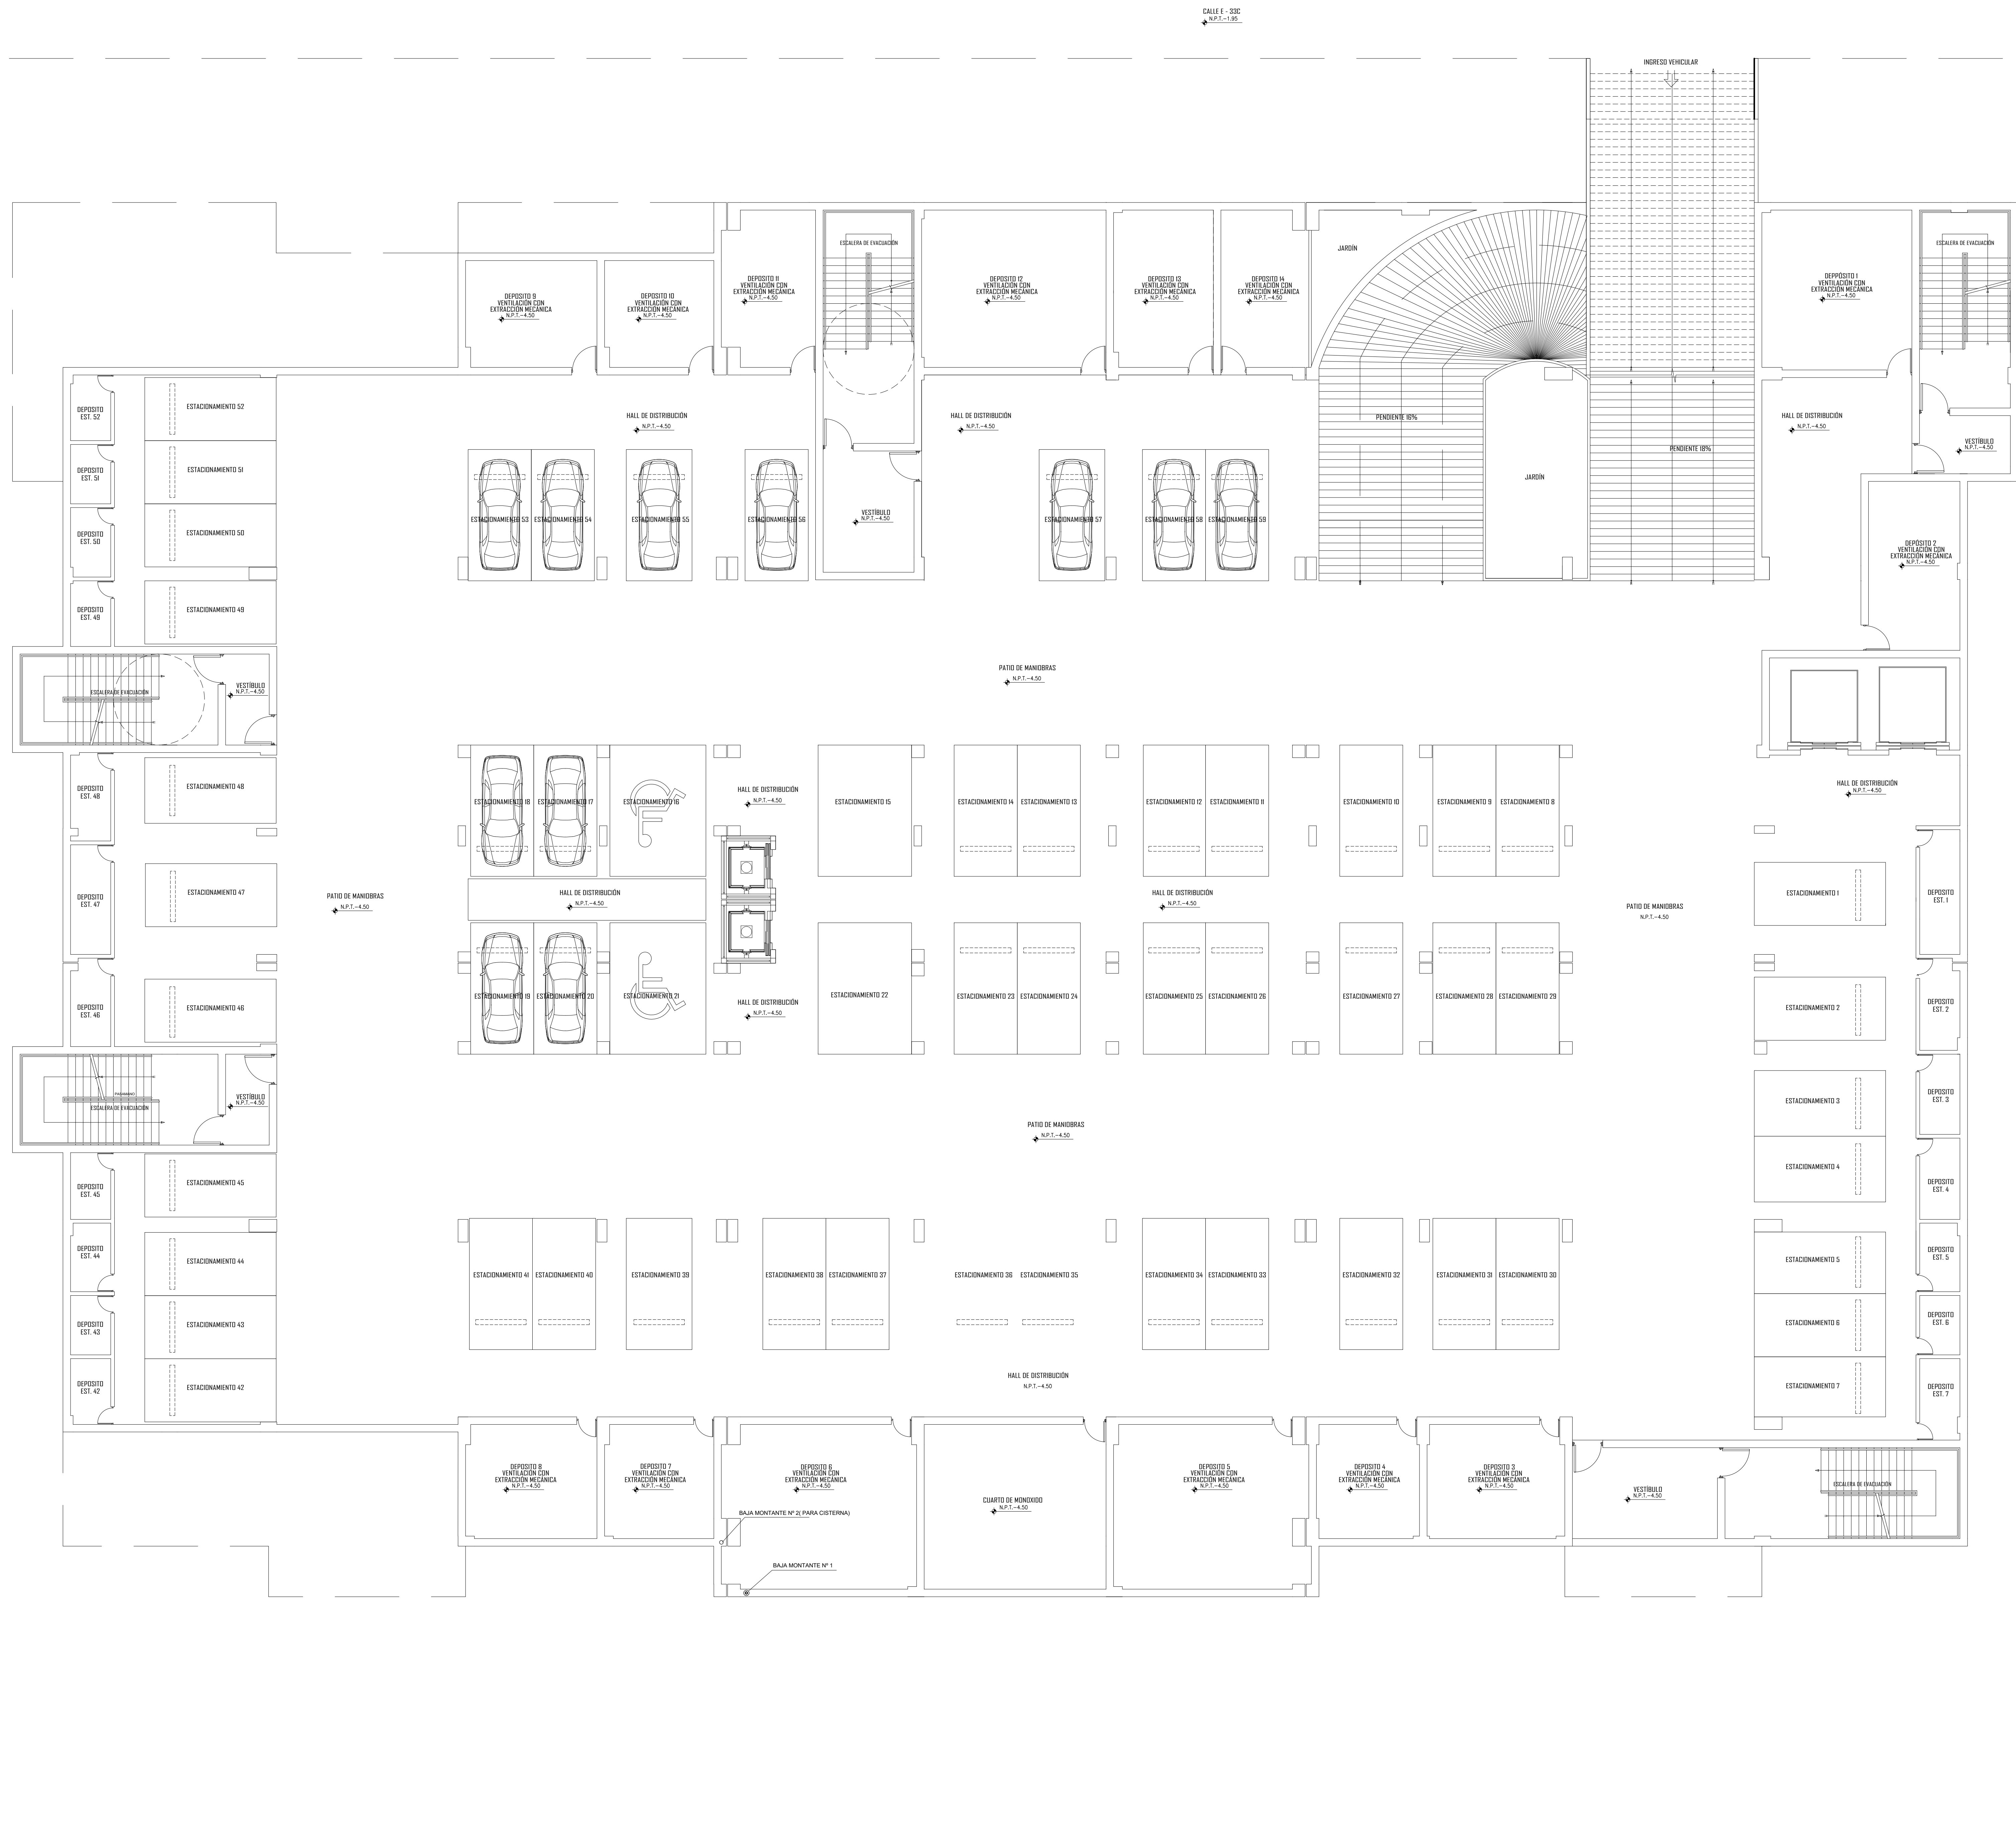 CALLE E - 33C
N.P.T.-1.95
INGRESO VEHICULAR
ESCALERA DE EVACUACIÓN
JARDÍN
ESCALERA DE EVACUACIÓN
DEPOSITO 9
VENTILACIÓN CON
EXTRACCIÓN MECÁNICA
N.P.T.-4.50
DEPOSITO 10
VENTILACIÓN CON
EXTRACCIÓN MECÁNICA
N.P.T.-4.50
DEPOSITO 11
VENTILACIÓN CON
EXTRACCIÓN MECÁNICA
N.P.T.-4.50
DEPOSITO 12
VENTILACIÓN CON
EXTRACCIÓN MECÁNICA
N.P.T.-4.50
DEPOSITO 13
VENTILACIÓN CON
EXTRACCIÓN MECÁNICA
N.P.T.-4.50
DEPOSITO 14
VENTILACIÓN CON
EXTRACCIÓN MECÁNICA
N.P.T.-4.50
DEPPÓSITO 1
VENTILACIÓN CON
EXTRACCIÓN MECÁNICA
N.P.T.-4.50
DEPOSITO
EST. 52
ESTACIONAMIENTO 52
HALL DE DISTRIBUCIÓN
N.P.T.-4.50
HALL DE DISTRIBUCIÓN
N.P.T.-4.50
PENDIENTE 16%
HALL DE DISTRIBUCIÓN
N.P.T.-4.50
PENDIENTE 18%
VESTÍBULO
N.P.T.-4.50
DEPOSITO
EST. 51
ESTACIONAMIENTO 51
JARDÍN
DEPOSITO
EST. 50
ESTACIONAMIENTO 50
ESTACIONAMIENTO 53
ESTACIONAMIENTO 54
ESTACIONAMIENTO 55
ESTACIONAMIENTO 56
VESTÍBULO
N.P.T.-4.50
ESTACIONAMIENTO 57
ESTACIONAMIENTO 58
ESTACIONAMIENTO 59
DEPÓSITO 2
VENTILACIÓN CON
EXTRACCIÓN MECÁNICA
N.P.T.-4.50
DEPOSITO
EST. 49
ESTACIONAMIENTO 49
PATIO DE MANIOBRAS
N.P.T.-4.50
ESCALERA DE EVACUACIÓN
VESTÍBULO
N.P.T.-4.50
DEPOSITO
EST. 48
ESTACIONAMIENTO 48
HALL DE DISTRIBUCIÓN
N.P.T.-4.50
HALL DE DISTRIBUCIÓN
N.P.T.-4.50
ESTACIONAMIENTO 18
ESTACIONAMIENTO 17
ESTACIONAMIENTO 16
ESTACIONAMIENTO 15
ESTACIONAMIENTO 14
ESTACIONAMIENTO 13
ESTACIONAMIENTO 12
ESTACIONAMIENTO 11
ESTACIONAMIENTO 10
ESTACIONAMIENTO 9
ESTACIONAMIENTO 8
DEPOSITO
EST. 47
ESTACIONAMIENTO 47
PATIO DE MANIOBRAS
N.P.T.-4.50
HALL DE DISTRIBUCIÓN
N.P.T.-4.50
HALL DE DISTRIBUCIÓN
N.P.T.-4.50
PATIO DE MANIOBRAS
N.P.T.-4.50
ESTACIONAMIENTO 1
DEPOSITO
EST. 1
DEPOSITO
EST. 46
ESTACIONAMIENTO 46
ESTACIONAMIENTO 19
ESTACIONAMIENTO 20
ESTACIONAMIENTO 21
HALL DE DISTRIBUCIÓN
N.P.T.-4.50
ESTACIONAMIENTO 22
ESTACIONAMIENTO 23
ESTACIONAMIENTO 24
ESTACIONAMIENTO 25
ESTACIONAMIENTO 26
ESTACIONAMIENTO 27
ESTACIONAMIENTO 28
ESTACIONAMIENTO 29
ESTACIONAMIENTO 2
DEPOSITO
EST. 2
PASAMANO
ESCALERA DE EVACUACIÓN
VESTÍBULO
N.P.T.-4.50
ESTACIONAMIENTO 3
DEPOSITO
EST. 3
PATIO DE MANIOBRAS
N.P.T.-4.50
DEPOSITO
EST. 45
ESTACIONAMIENTO 45
ESTACIONAMIENTO 4
DEPOSITO
EST. 4
DEPOSITO
EST. 44
ESTACIONAMIENTO 44
ESTACIONAMIENTO 5
DEPOSITO
EST. 5
ESTACIONAMIENTO 41
ESTACIONAMIENTO 40
ESTACIONAMIENTO 39
ESTACIONAMIENTO 38
ESTACIONAMIENTO 37
ESTACIONAMIENTO 36
ESTACIONAMIENTO 35
ESTACIONAMIENTO 34
ESTACIONAMIENTO 33
ESTACIONAMIENTO 32
ESTACIONAMIENTO 31
ESTACIONAMIENTO 30
DEPOSITO
EST. 43
ESTACIONAMIENTO 43
ESTACIONAMIENTO 6
DEPOSITO
EST. 6
DEPOSITO
EST. 42
ESTACIONAMIENTO 42
HALL DE DISTRIBUCIÓN
N.P.T.-4.50
ESTACIONAMIENTO 7
DEPOSITO
EST. 7
DEPOSITO 8
VENTILACIÓN CON
EXTRACCIÓN MECÁNICA
N.P.T.-4.50
DEPOSITO 7
VENTILACIÓN CON
EXTRACCIÓN MECÁNICA
N.P.T.-4.50
DEPOSITO 6
VENTILACIÓN CON
EXTRACCIÓN MECÁNICA
N.P.T.-4.50
CUARTO DE MONOXIDO
N.P.T.-4.50
DEPOSITO 5
VENTILACIÓN CON
EXTRACCIÓN MECÁNICA
N.P.T.-4.50
DEPOSITO 4
VENTILACIÓN CON
EXTRACCIÓN MECÁNICA
N.P.T.-4.50
DEPOSITO 3
VENTILACIÓN CON
EXTRACCIÓN MECÁNICA
N.P.T.-4.50
VESTÍBULO
N.P.T.-4.50
ESCALERA DE EVACUACIÓN
BAJA MONTANTE Nº 2( PARA CISTERNA)
BAJA MONTANTE Nº 1